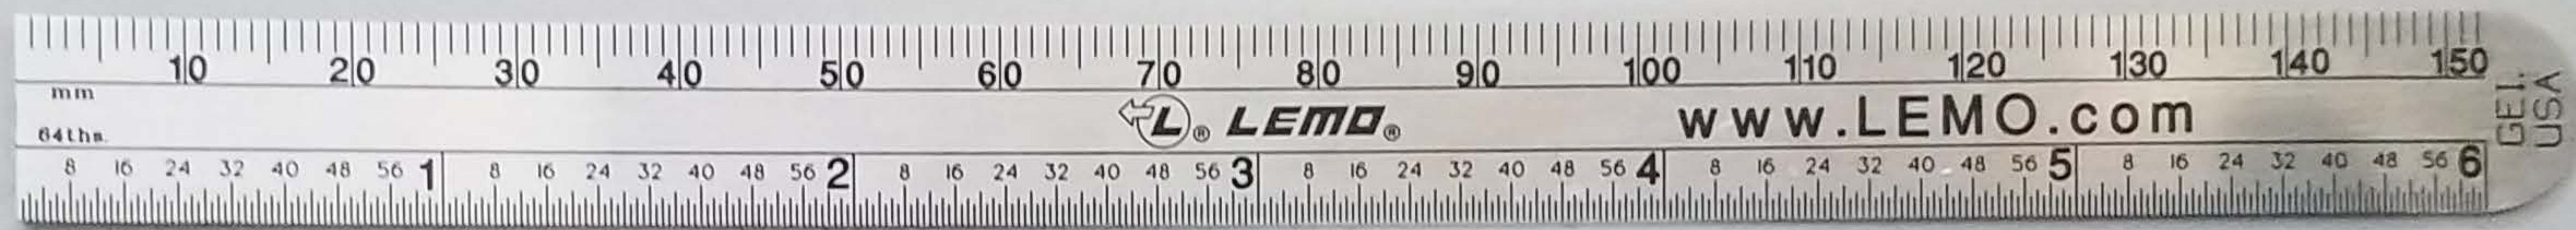 10 20 30 40 50 60 70 80 90 100 110 120 130 140 150
mm
64ths.
L® LEMO®
www.LEMO.com
GEI.
USA
8 16 24 32 40 48 56 1 8 16 24 32 40 48 56 2 8 16 24 32 40 48 56 3 8 16 24 32 40 48 56 4 8 16 24 32 40 48 56 5 8 16 24 32 40 48 56 6